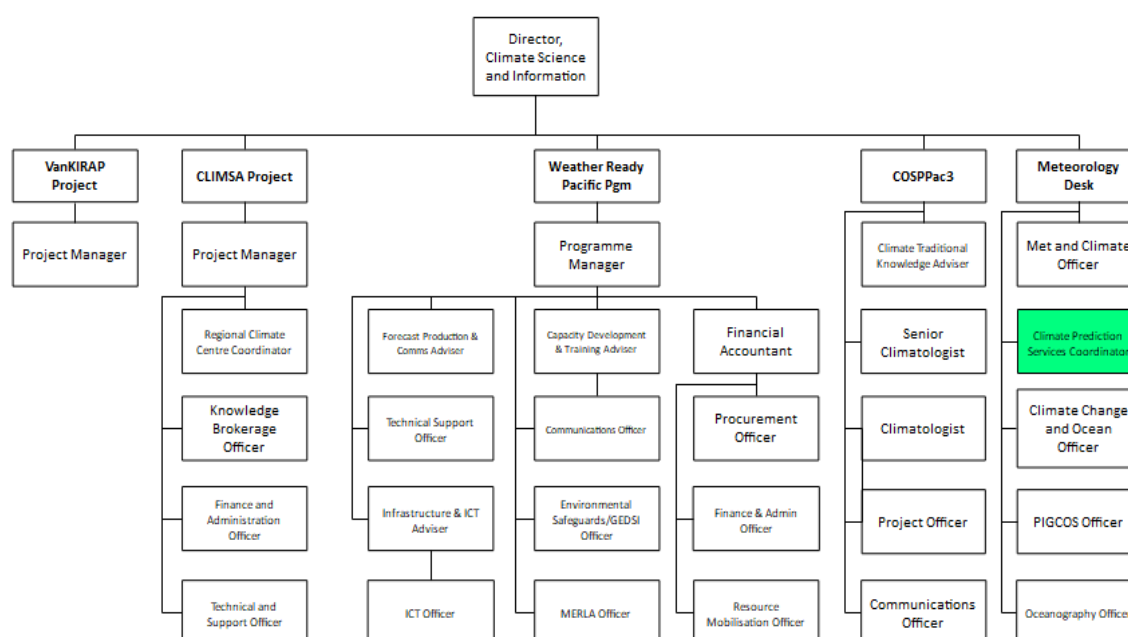 Director,
Climate Science
and Information
VanKIRAP
Project
CLIMSA Project
Weather Ready
Pacific Pgm
COSPPac3
Meteorology
Desk
Project Manager
Project Manager
Programme
Manager
Climate Traditional
Knowledge Adviser
Met and Climate
Officer
Regional Climate
Centre Coordinator
Forecast Production &
Comms Adviser
Capacity Development
& Training Adviser
Financial
Accountant
Senior
Climatologist
Climate Prediction
Services Coordinator
Knowledge
Brokerage
Officer
Technical Support
Officer
Communications Officer
Procurement
Officer
Climatologist
Climate Change
and Ocean
Officer
Finance and
Administration
Officer
Infrastructure & ICT
Adviser
Environmental
Safeguards/GEDSI
Officer
Finance & Admin
Officer
Project Officer
PIGCOS Officer
Technical and
Support Officer
ICT Officer
MERLA Officer
Resource
Mobilisation Officer
Communications
Officer
Oceanography Officer